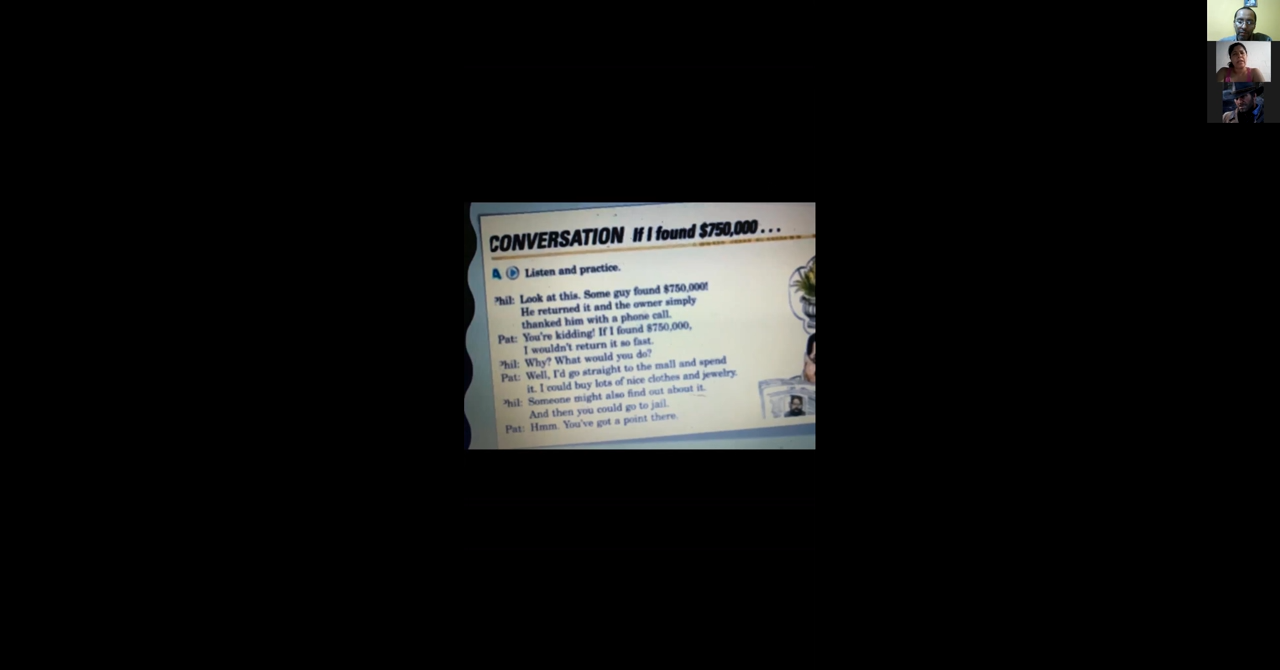 CONVERSATION If I found $750,000 . . .
A Listen and practice.
Phil: Look at this. Some guy found $750,000!
He returned it and the owner simply
thanked him with a phone call.
Pat: You're kidding! If I found $750,000,
I wouldn't return it so fast.
Phil: Why? What would you do?
Pat: Well, I'd go straight to the mall and spend
it. I could buy lots of nice clothes and jewelry.
Phil: Someone might also find out about it.
And then you could go to jail.
Pat: Hmm. You've got a point there.